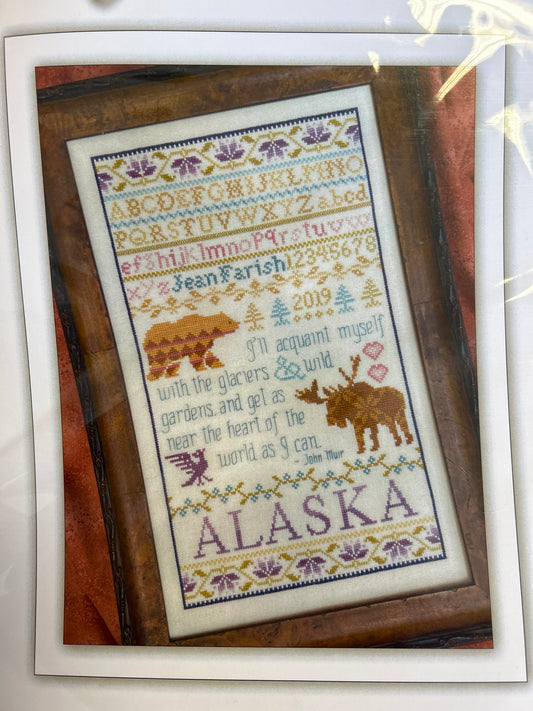 ABCDEFGHIJKLMNO
PQRSTUVWXYZabcd
efghijklmnopqrstuv
xyz Jean Farish 12345678
2019
I'll acquaint myself
with the glaciers & wild
gardens, and get as
near the heart of the
world as I can.
- John Muir
ALASKA